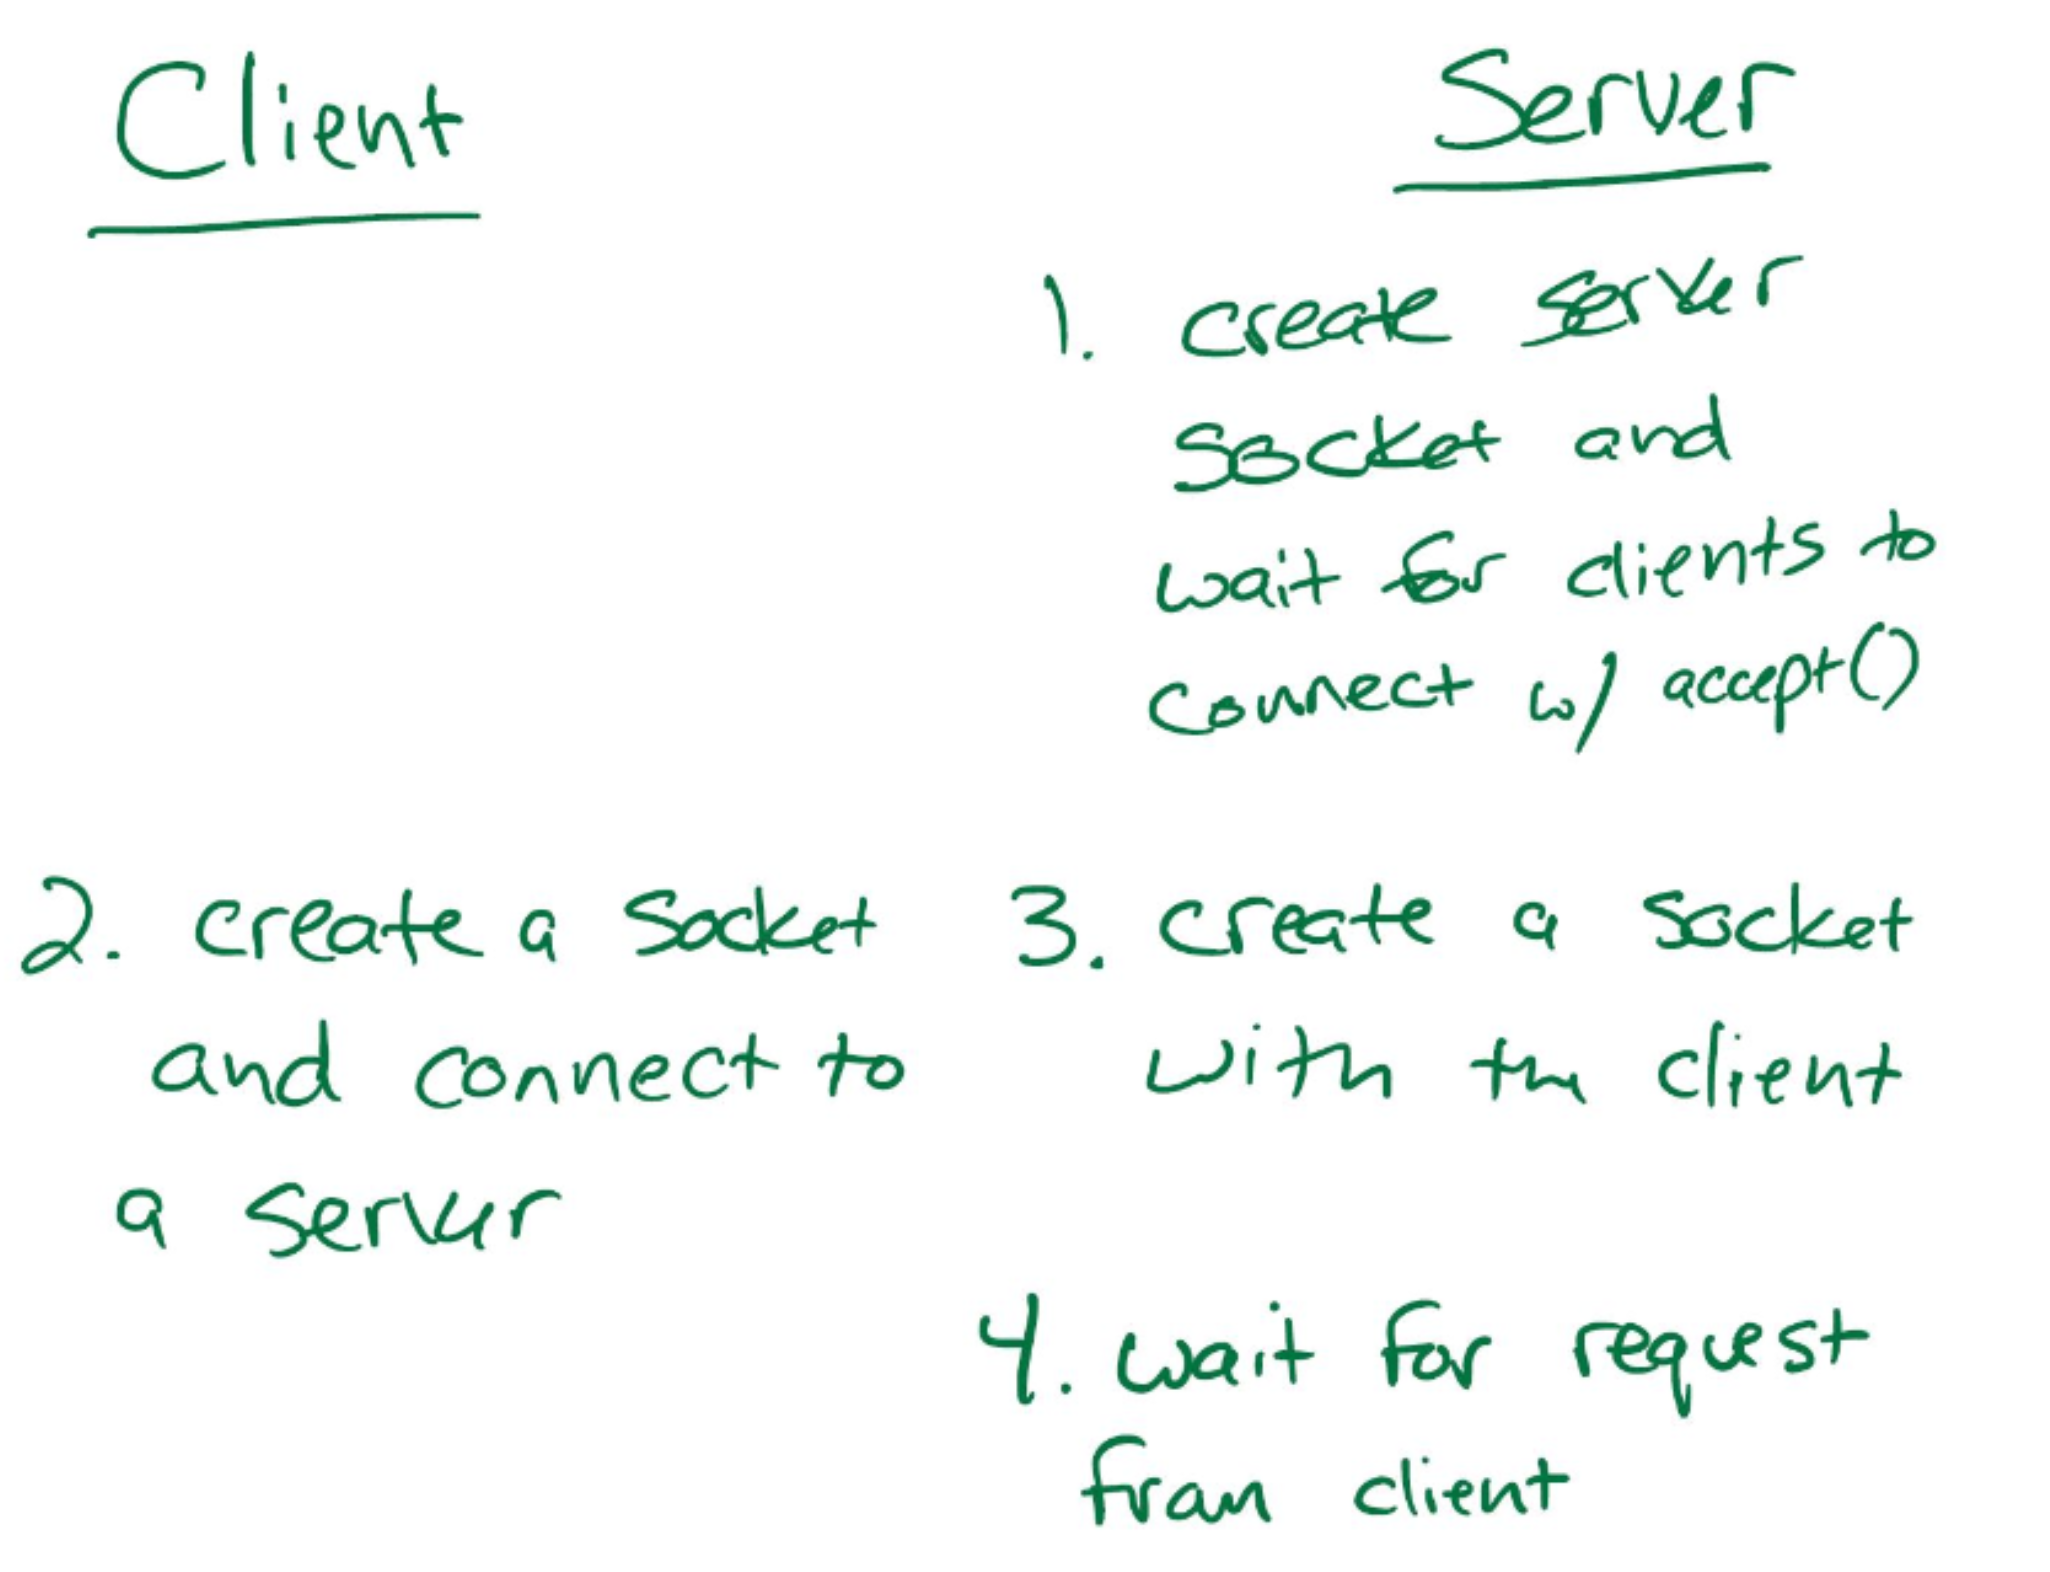 Client
Server
1. create server
socket and
wait for clients to
connect w/ accept()
2. create a socket
and connect to
a server
3. create a socket
with the client
4. wait for request
from client